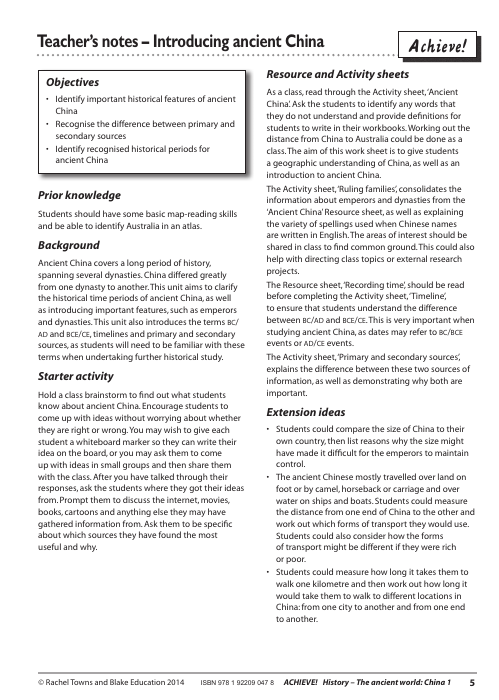 Teacher's notes – Introducing ancient China
Achieve!
Objectives
• Identify important historical features of ancient
China
• Recognise the difference between primary and
secondary sources
• Identify recognised historical periods for
ancient China
Prior knowledge
Students should have some basic map-reading skills
and be able to identify Australia in an atlas.
Background
Ancient China covers a long period of history,
spanning several dynasties. China differed greatly
from one dynasty to another. This unit aims to clarify
the historical time periods of ancient China, as well
as introducing important features, such as emperors
and dynasties. This unit also introduces the terms BC/
AD and BCE/CE, timelines and primary and secondary
sources, as students will need to be familiar with these
terms when undertaking further historical study.
Starter activity
Hold a class brainstorm to find out what students
know about ancient China. Encourage students to
come up with ideas without worrying about whether
they are right or wrong. You may wish to give each
student a whiteboard marker so they can write their
idea on the board, or you may ask them to come
up with ideas in small groups and then share them
with the class. After you have talked through their
responses, ask the students where they got their ideas
from. Prompt them to discuss the internet, movies,
books, cartoons and anything else they may have
gathered information from. Ask them to be specific
about which sources they have found the most
useful and why.
Resource and Activity sheets
As a class, read through the Activity sheet, 'Ancient
China'. Ask the students to identify any words that
they do not understand and provide definitions for
students to write in their workbooks. Working out the
distance from China to Australia could be done as a
class. The aim of this work sheet is to give students
a geographic understanding of China, as well as an
introduction to ancient China.
The Activity sheet, 'Ruling families', consolidates the
information about emperors and dynasties from the
'Ancient China' Resource sheet, as well as explaining
the variety of spellings used when Chinese names
are written in English. The areas of interest should be
shared in class to find common ground. This could also
help with directing class topics or external research
projects.
The Resource sheet, 'Recording time', should be read
before completing the Activity sheet, 'Timeline',
to ensure that students understand the difference
between BC/AD and BCE/CE. This is very important when
studying ancient China, as dates may refer to BC/BCE
events or AD/CE events.
The Activity sheet, 'Primary and secondary sources',
explains the difference between these two sources of
information, as well as demonstrating why both are
important.
Extension ideas
• Students could compare the size of China to their
own country, then list reasons why the size might
have made it difficult for the emperors to maintain
control.
• The ancient Chinese mostly travelled over land on
foot or by camel, horseback or carriage and over
water on ships and boats. Students could measure
the distance from one end of China to the other and
work out which forms of transport they would use.
Students could also consider how the forms
of transport might be different if they were rich
or poor.
• Students could measure how long it takes them to
walk one kilometre and then work out how long it
would take them to walk to different locations in
China: from one city to another and from one end
to another.
© Rachel Towns and Blake Education 2014 ISBN 978 1 92209 047 8 ACHIEVE! History – The ancient world: China 1 5